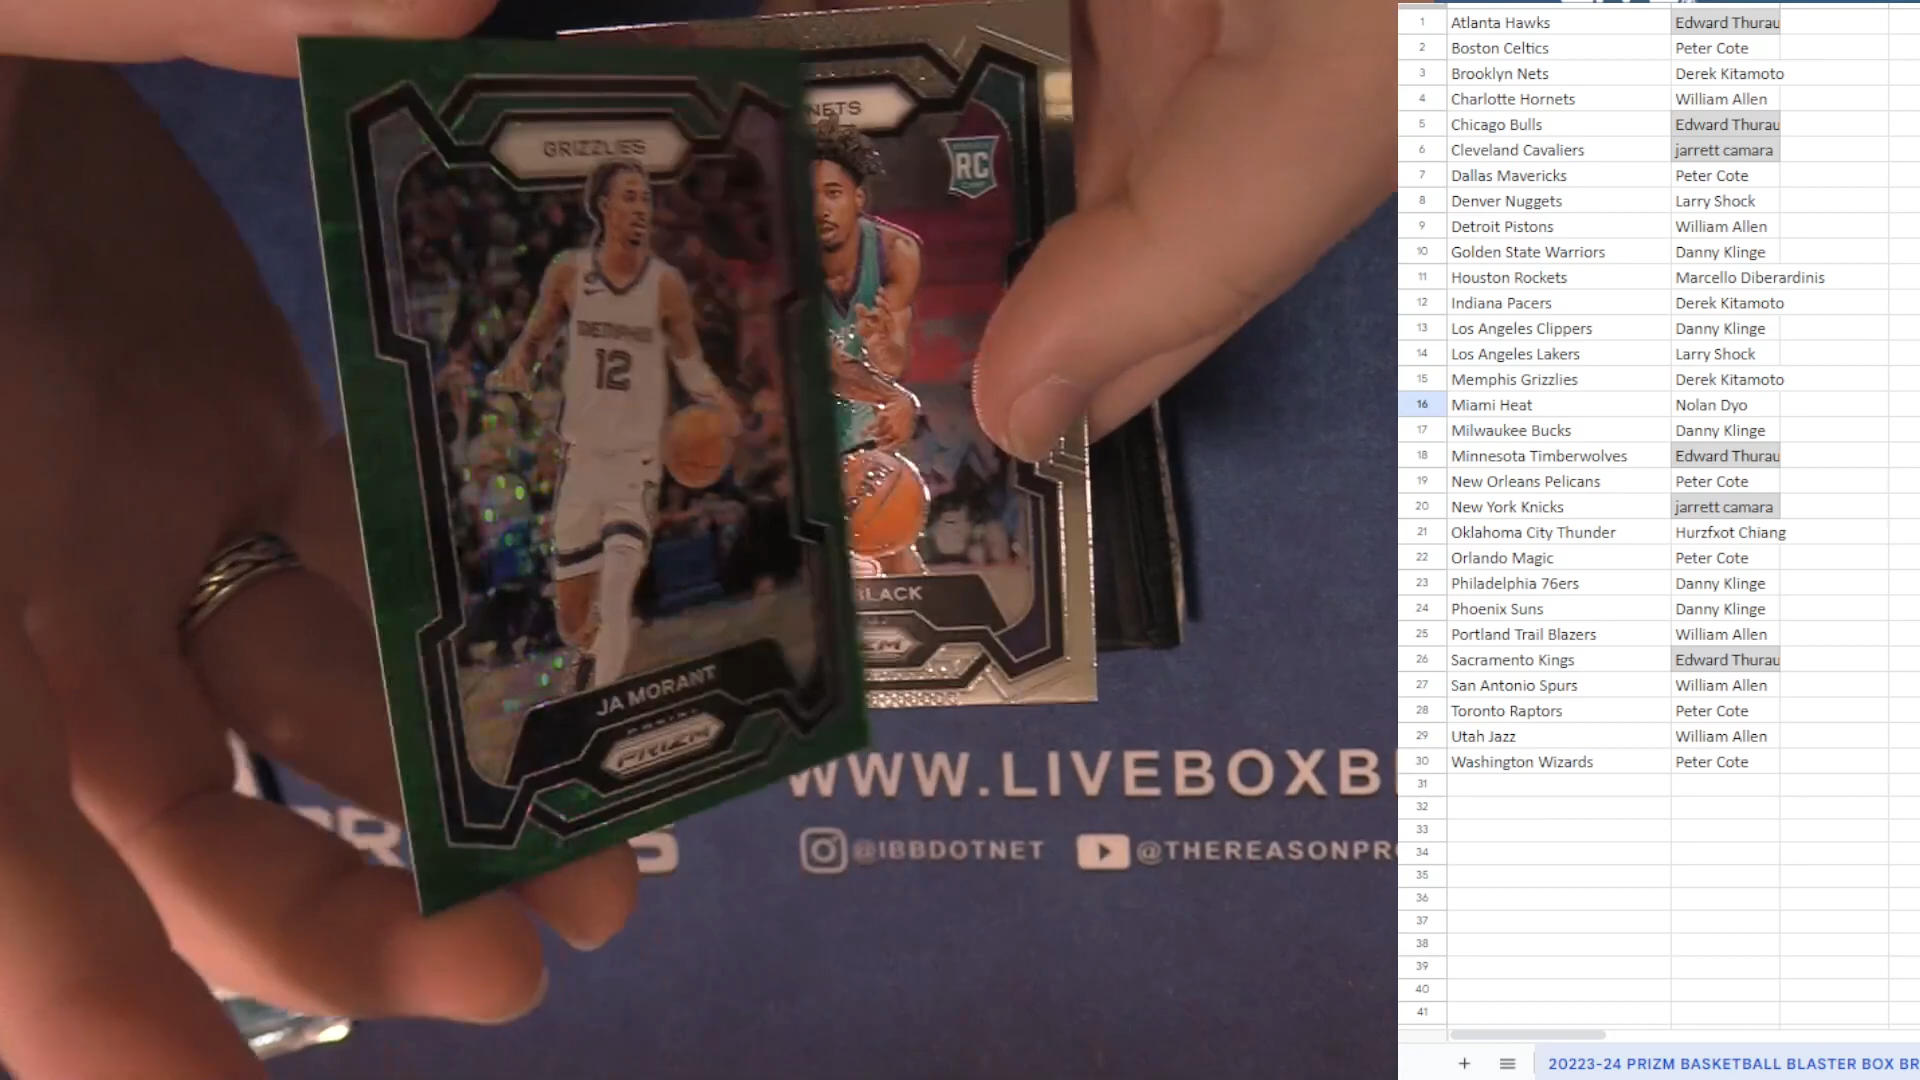 GRIZZLIES
MEMPHIS
12
JA MORANT
PANINI
PRIZM
NETS
RC
BLACK
WWW.LIVEBOXB
@IBBDOTNET
@THEREASONPR
1 Atlanta Hawks Edward Thurau
2 Boston Celtics Peter Cote
3 Brooklyn Nets Derek Kitamoto
4 Charlotte Hornets William Allen
5 Chicago Bulls Edward Thurau
6 Cleveland Cavaliers jarrett camara
7 Dallas Mavericks Peter Cote
8 Denver Nuggets Larry Shock
9 Detroit Pistons William Allen
10 Golden State Warriors Danny Klinge
11 Houston Rockets Marcello Diberardinis
12 Indiana Pacers Derek Kitamoto
13 Los Angeles Clippers Danny Klinge
14 Los Angeles Lakers Larry Shock
15 Memphis Grizzlies Derek Kitamoto
16 Miami Heat Nolan Dyo
17 Milwaukee Bucks Danny Klinge
18 Minnesota Timberwolves Edward Thurau
19 New Orleans Pelicans Peter Cote
20 New York Knicks jarrett camara
21 Oklahoma City Thunder Hurzfxot Chiang
22 Orlando Magic Peter Cote
23 Philadelphia 76ers Danny Klinge
24 Phoenix Suns Danny Klinge
25 Portland Trail Blazers William Allen
26 Sacramento Kings Edward Thurau
27 San Antonio Spurs William Allen
28 Toronto Raptors Peter Cote
29 Utah Jazz William Allen
30 Washington Wizards Peter Cote
31
32
33
34
35
36
37
38
39
40
41
20223-24 PRIZM BASKETBALL BLASTER BOX BR